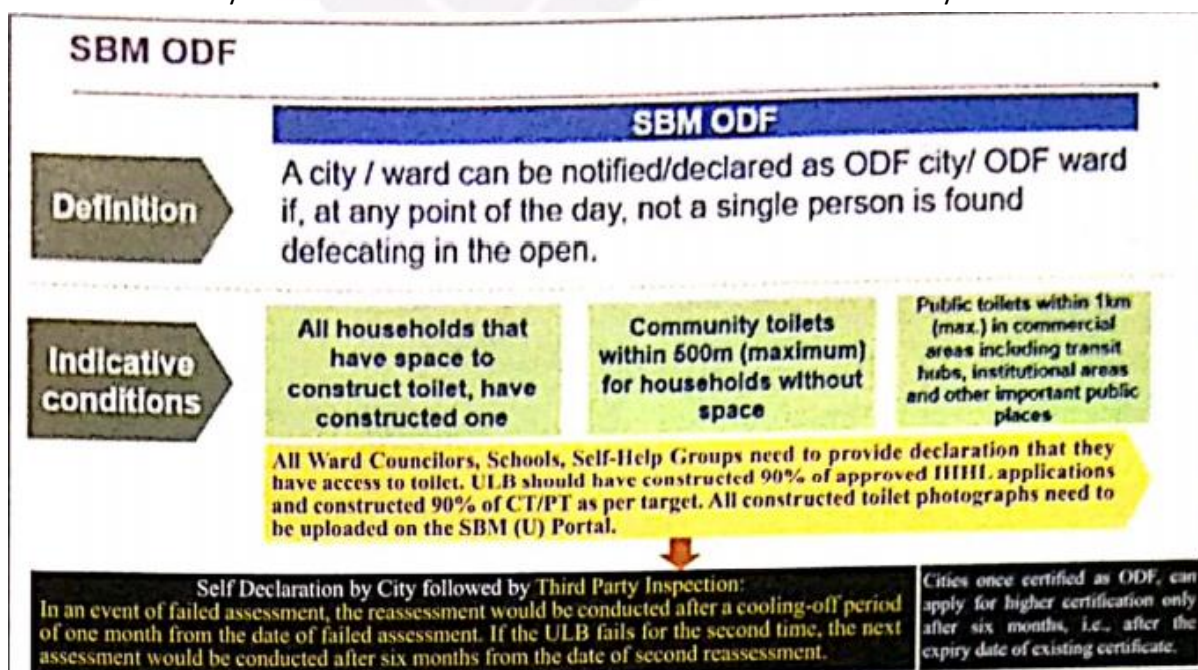 SBM ODF
SBM ODF
Definition
A city / ward can be notified/declared as ODF city/ ODF ward
if, at any point of the day, not a single person is found
defecating in the open.
Indicative
conditions
All households that
have space to
construct toilet, have
constructed one
Community toilets
within 500m (maximum)
for households without
space
Public toilets within 1km
(max.) in commercial
areas including transit
hubs, institutional areas
and other important public
places
All Ward Councilors, Schools, Self-Help Groups need to provide declaration that they
have access to toilet. ULB should have constructed 90% of approved IHHL applications
and constructed 90% of CT/PT as per target. All constructed toilet photographs need to
be uploaded on the SBM (U) Portal.
Self Declaration by City followed by Third Party Inspection:
In an event of failed assessment, the reassessment would be conducted after a cooling-off period
of one month from the date of failed assessment. If the ULB fails for the second time, the next
assessment would be conducted after six months from the date of second reassessment.
Cities once certified as ODF, can
apply for higher certification only
after six months, i.e., after the
expiry date of existing certificate.